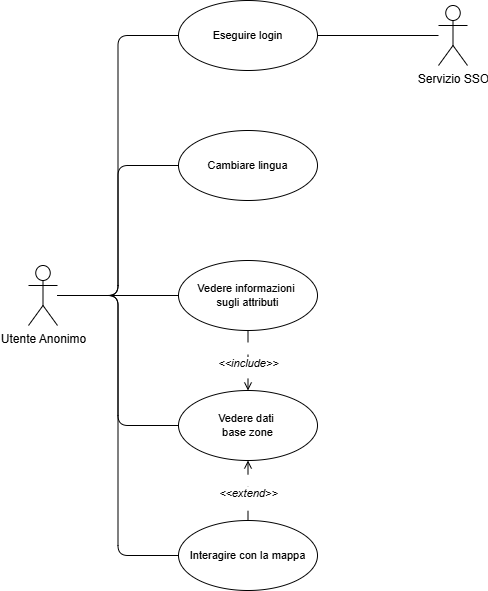 Eseguire login
Servizio SSO
Cambiare lingua
Vedere informazioni
sugli attributi
Utente Anonimo
<<include>>
Vedere dati
base zone
<<extend>>
Interagire con la mappa